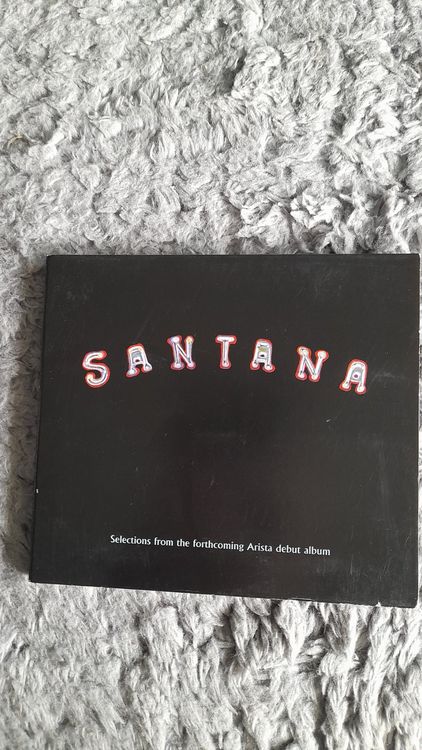 SANTANA
Selections from the forthcoming Arista debut album